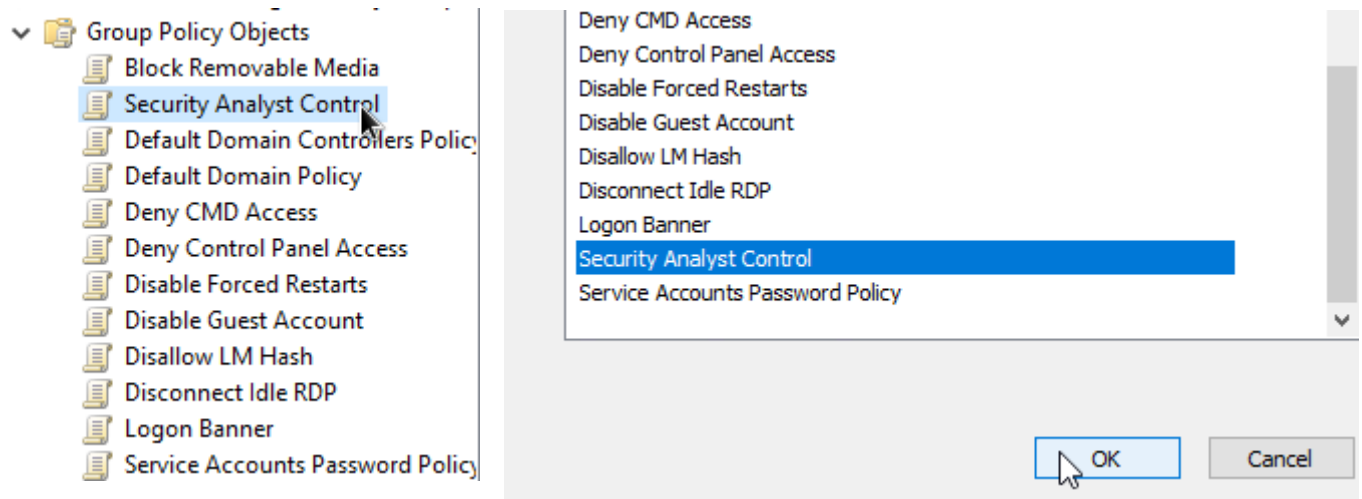 Group Policy Objects
Block Removable Media
Security Analyst Control
Default Domain Controllers Policy
Default Domain Policy
Deny CMD Access
Deny Control Panel Access
Disable Forced Restarts
Disable Guest Account
Disallow LM Hash
Disconnect Idle RDP
Logon Banner
Service Accounts Password Policy
Deny CMD Access
Deny Control Panel Access
Disable Forced Restarts
Disable Guest Account
Disallow LM Hash
Disconnect Idle RDP
Logon Banner
Security Analyst Control
Service Accounts Password Policy
OK
Cancel